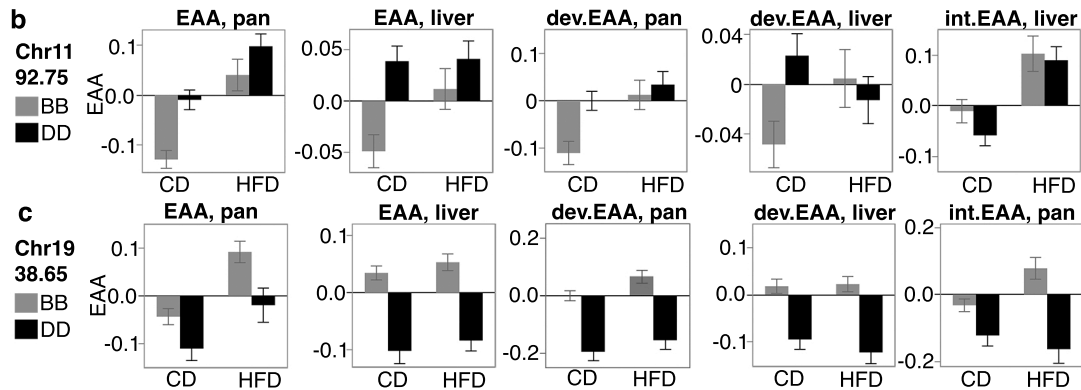 b
EAA, pan
EAA, liver
dev.EAA, pan
dev.EAA, liver
int.EAA, liver
Chr11
92.75
BB
DD
EAA
0.1
0.0
-0.1
CD HFD
0.05
0.0
-0.05
CD HFD
0.1
0
-0.1
CD HFD
0.04
0
-0.04
CD HFD
0.1
0.0
-0.1
CD HFD
c
EAA, pan
EAA, liver
dev.EAA, pan
dev.EAA, liver
int.EAA, pan
Chr19
38.65
BB
DD
EAA
0.1
0.0
-0.1
CD HFD
0.1
0.0
-0.1
CD HFD
0.2
0.0
-0.2
CD HFD
0.1
0.0
-0.1
CD HFD
0.2
0.0
-0.2
CD HFD